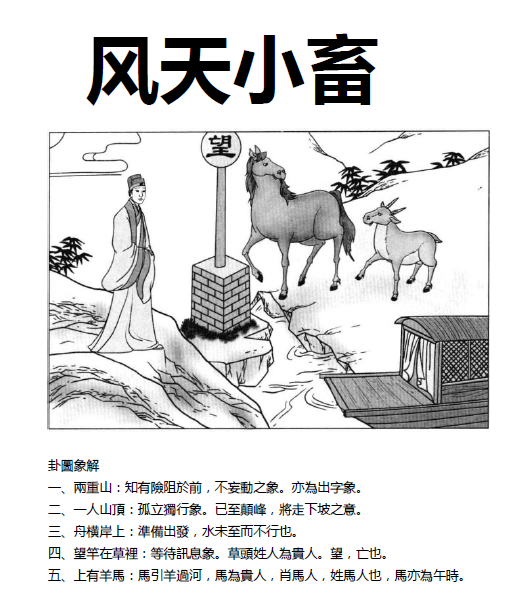 风天小畜
望
卦圖象解
一、兩重山：知有險阻於前，不妄動之象。亦為出字象。
二、一人山頂：孤立獨行象。已至巔峰，將走下坡之意。
三、舟橫岸上：準備出發，水未至而不行也。
四、望竿在草裡：等待訊息象。草頭姓人為貴人。望，亡也。
五、上有羊馬：馬引羊過河，馬為貴人，肖馬人，姓馬人也，馬亦為午時。